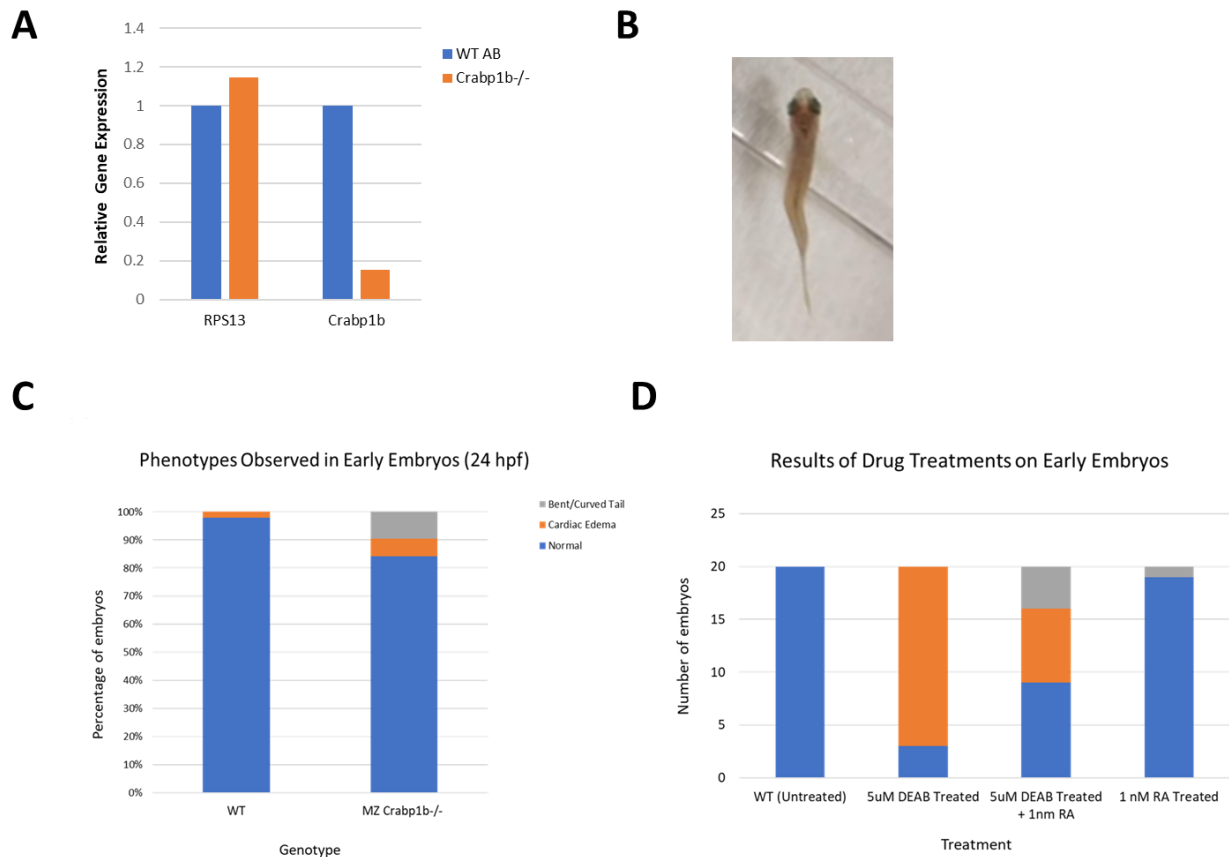 A
1.4
1.2
1
0.8
0.6
0.4
0.2
0
Relative Gene Expression
RPS13
Crabp1b
WT AB
Crabp1b-/-
B
C
Phenotypes Observed in Early Embryos (24 hpf)
100%
90%
80%
70%
60%
50%
40%
30%
20%
10%
0%
Percentage of embryos
WT
MZ Crabp1b-/-
Genotype
Bent/Curved Tail
Cardiac Edema
Normal
D
Results of Drug Treatments on Early Embryos
25
20
15
10
5
0
Number of embryos
WT (Untreated)
5uM DEAB Treated
5uM DEAB Treated
+ 1nm RA
1 nM RA Treated
Treatment